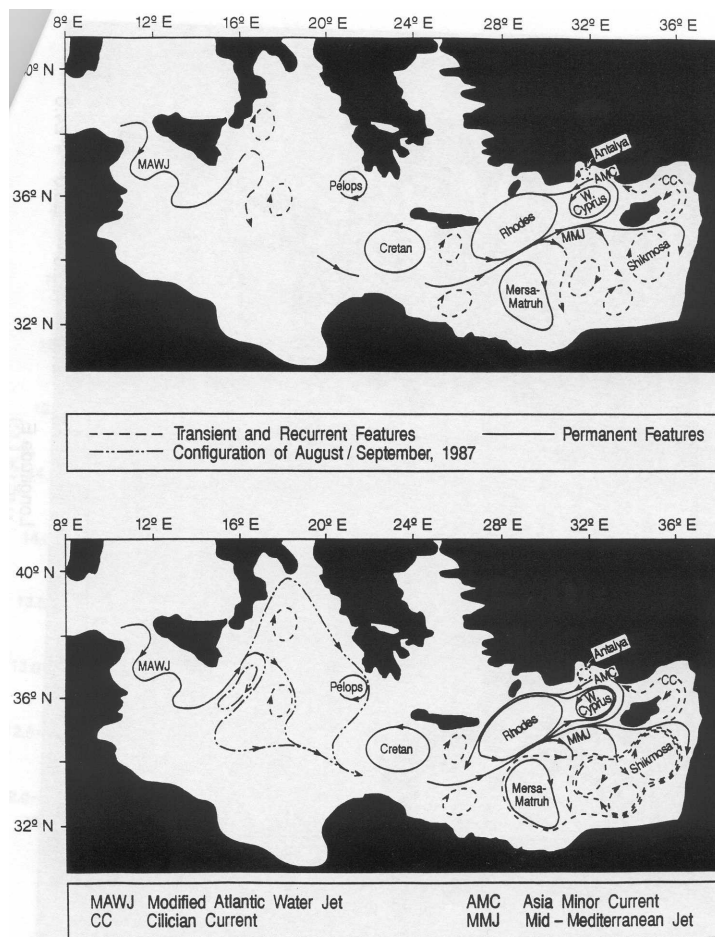 8º E 12º E 16º E 20º E 24º E 28º E 32º E 36º E
0º N
36º N
32º N
MAWJ
Pelops
Cretan
Rhodes
Mersa-
Matruh
MMJ
Antalya
AMC
W.
Cyprus
CC
Shikmosa
Transient and Recurrent Features
Permanent Features
Configuration of August / September, 1987
8º E 12º E 16º E 20º E 24º E 28º E 32º E 36º E
40º N
36º N
32º N
MAWJ
Pelops
Cretan
Rhodes
Mersa-
Matruh
MMJ
Antalya
AMC
W.
Cyprus
CC
Shikmosa
MAWJ Modified Atlantic Water Jet AMC Asia Minor Current
CC Cilician Current MMJ Mid - Mediterranean Jet